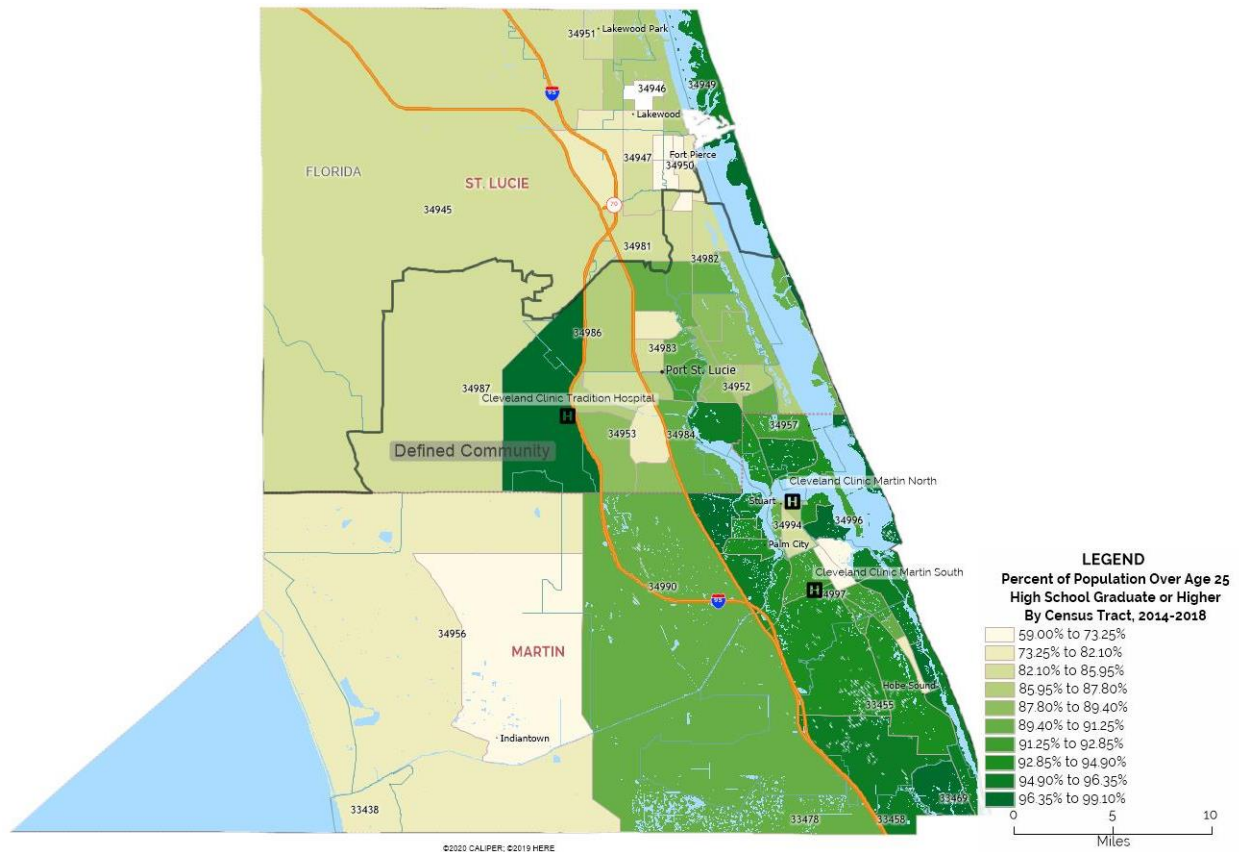 34951
Lakewood Park
95
34946
34949
Lakewood
34947
Fort Pierce
34950
FLORIDA
ST. LUCIE
34945
70
34981
34982
34986
34983
Port St. Lucie
34987
34952
Cleveland Clinic Tradition Hospital
H
34953
34984
34957
Defined Community
Cleveland Clinic Martin North
Stuart
H
34994
34996
Palm City
Cleveland Clinic Martin South
34990
H
34997
95
34956
MARTIN
Hobe Sound
33455
Indiantown
33438
33478
33458
33469
LEGEND
Percent of Population Over Age 25
High School Graduate or Higher
By Census Tract, 2014-2018
59.00% to 73.25%
73.25% to 82.10%
82.10% to 85.95%
85.95% to 87.80%
87.80% to 89.40%
89.40% to 91.25%
91.25% to 92.85%
92.85% to 94.90%
94.90% to 96.35%
96.35% to 99.10%
0 5 10
Miles
©2020 CALIPER; ©2019 HERE